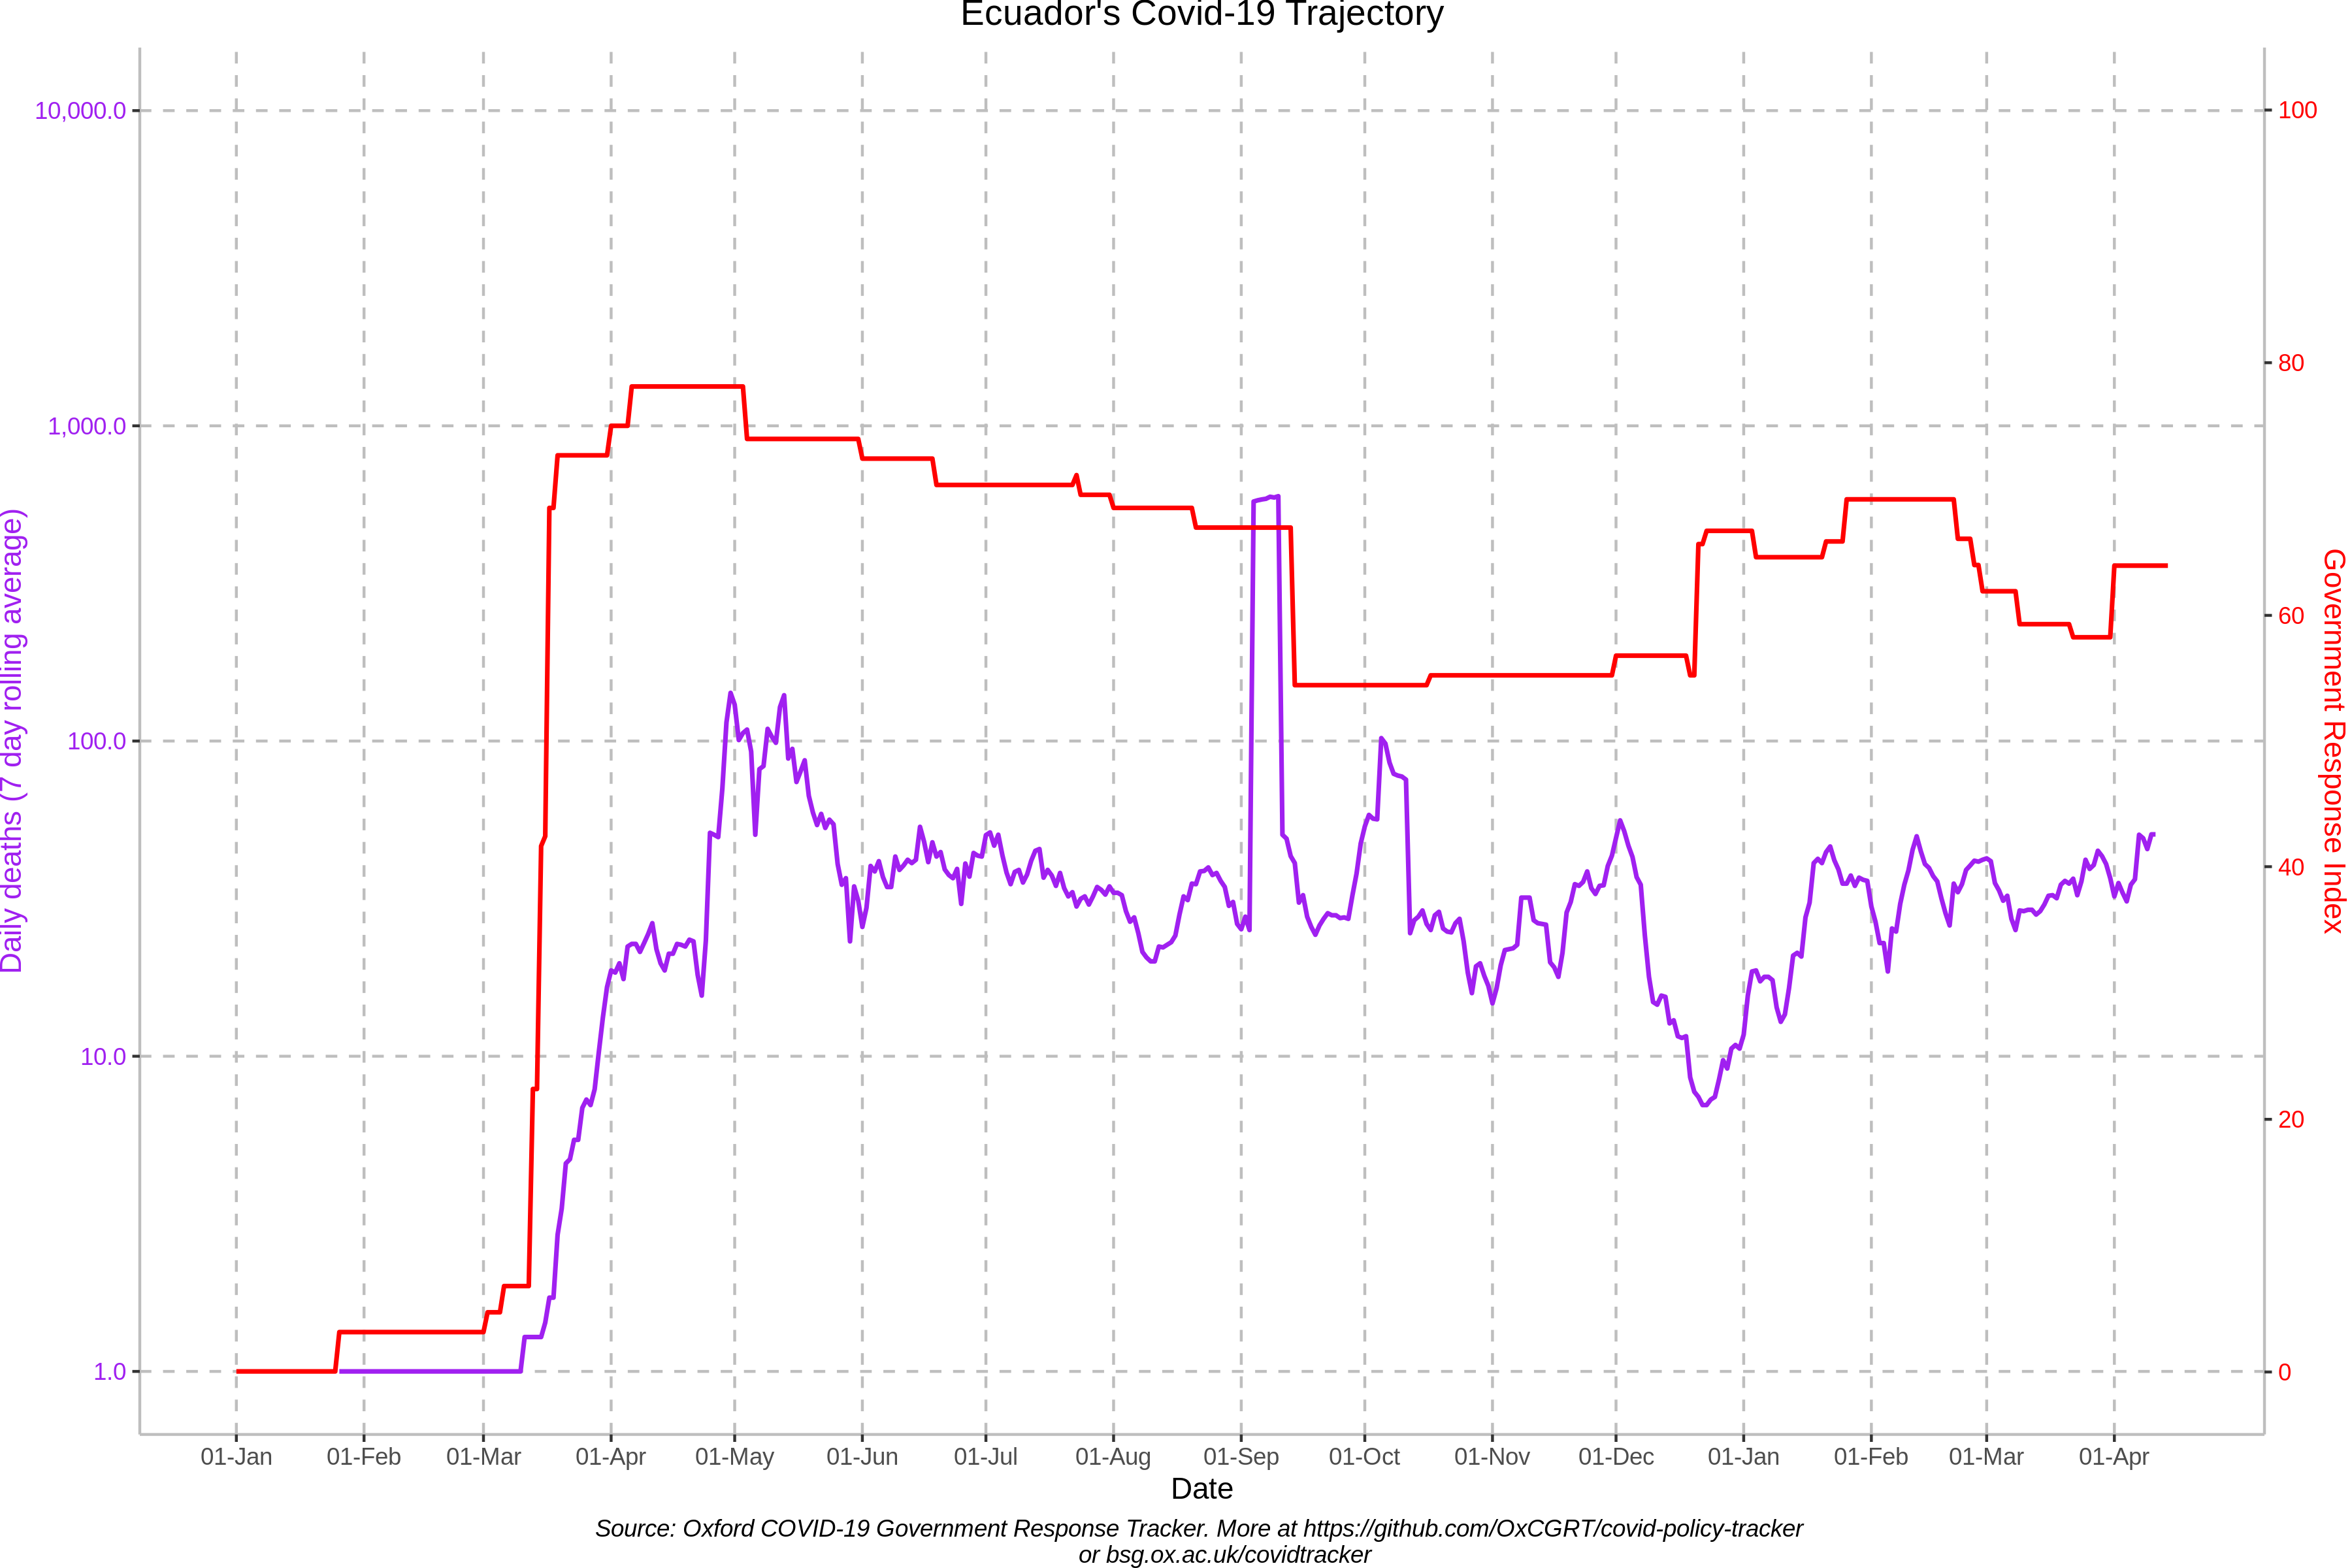 Ecuador's Covid-19 Trajectory
10,000.0
1,000.0
100.0
10.0
1.0
Daily deaths (7 day rolling average)
100
80
60
40
20
0
Government Response Index
01-Jan 01-Feb 01-Mar 01-Apr 01-May 01-Jun 01-Jul 01-Aug 01-Sep 01-Oct 01-Nov 01-Dec 01-Jan 01-Feb 01-Mar 01-Apr
Date
Source: Oxford COVID-19 Government Response Tracker. More at https://github.com/OxCGRT/covid-policy-tracker
or bsg.ox.ac.uk/covidtracker